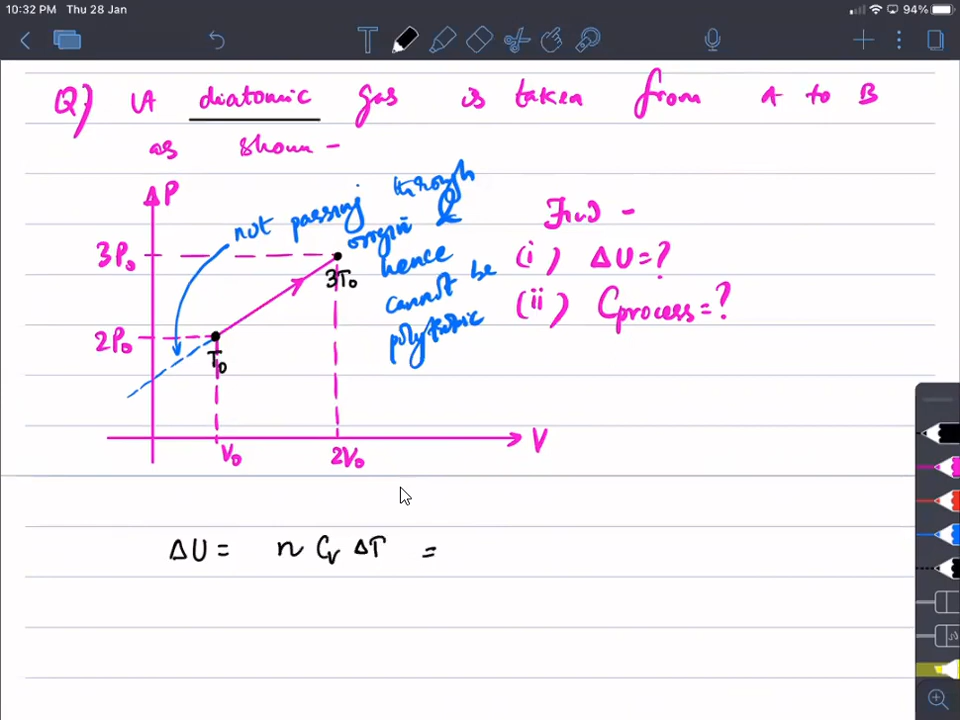 10:32 PM Thu 28 Jan
94%
T
Q) A diatomic gas is taken from A to B
as shown -
P
3P₀
2P₀
3T₀
T₀
V₀
2V₀
V
not passing through
origin &
hence
cannot be
polytropic
Find -
(i) ΔU=?
(ii) Cprocess=?
ΔU= n Cv ΔT =